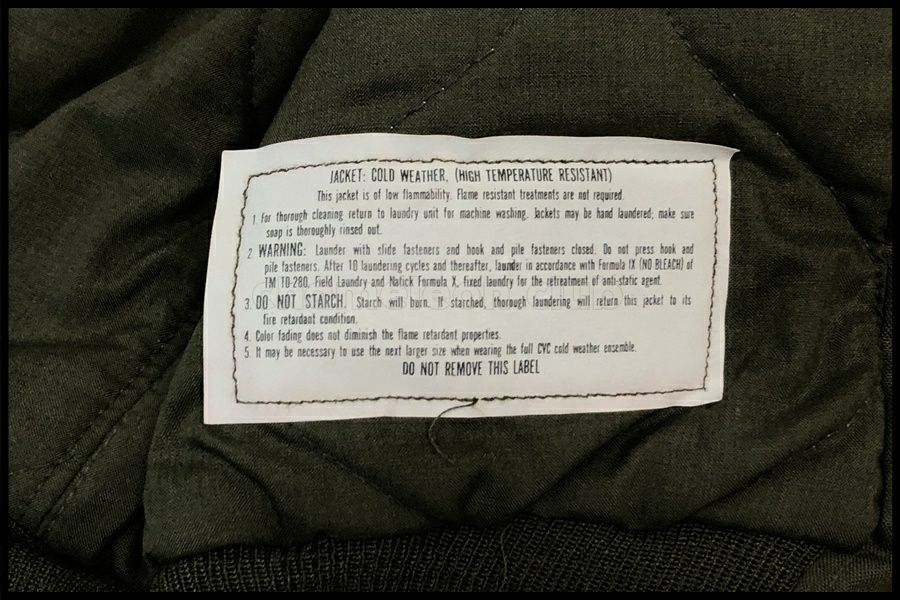 JACKET: COLD WEATHER, (HIGH TEMPERATURE RESISTANT)
This jacket is of low flammability. Flame resistant treatments are not required.
1. For thorough cleaning return to laundry unit for machine washing. Jackets may be hand laundered; make sure
soap is thoroughly rinsed out.
2. WARNING: Launder with slide fasteners and hook and pile fasteners closed. Do not press hook and
pile fasteners. After 10 laundering cycles and thereafter, launder in accordance with Formula IX (NO BLEACH) of
TM 10-280, Field Laundry and Natick Formula X, fixed laundry for the retreatment of anti-static agent.
3. DO NOT STARCH. Starch will burn. If starched, thorough laundering will return this jacket to its
fire retardant condition.
4. Color fading does not diminish the flame retardant properties.
5. It may be necessary to use the next larger size when wearing the full CVC cold weather ensemble.
DO NOT REMOVE THIS LABEL